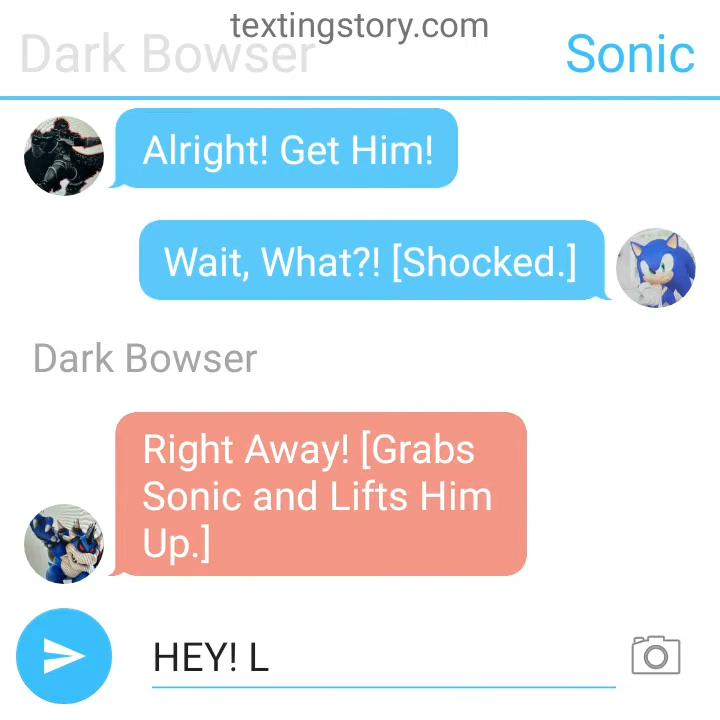 textingstory.com
Dark Bowser
Sonic
Alright! Get Him!
Wait, What?! [Shocked.]
Dark Bowser
Right Away! [Grabs
Sonic and Lifts Him
Up.]
HEY! L